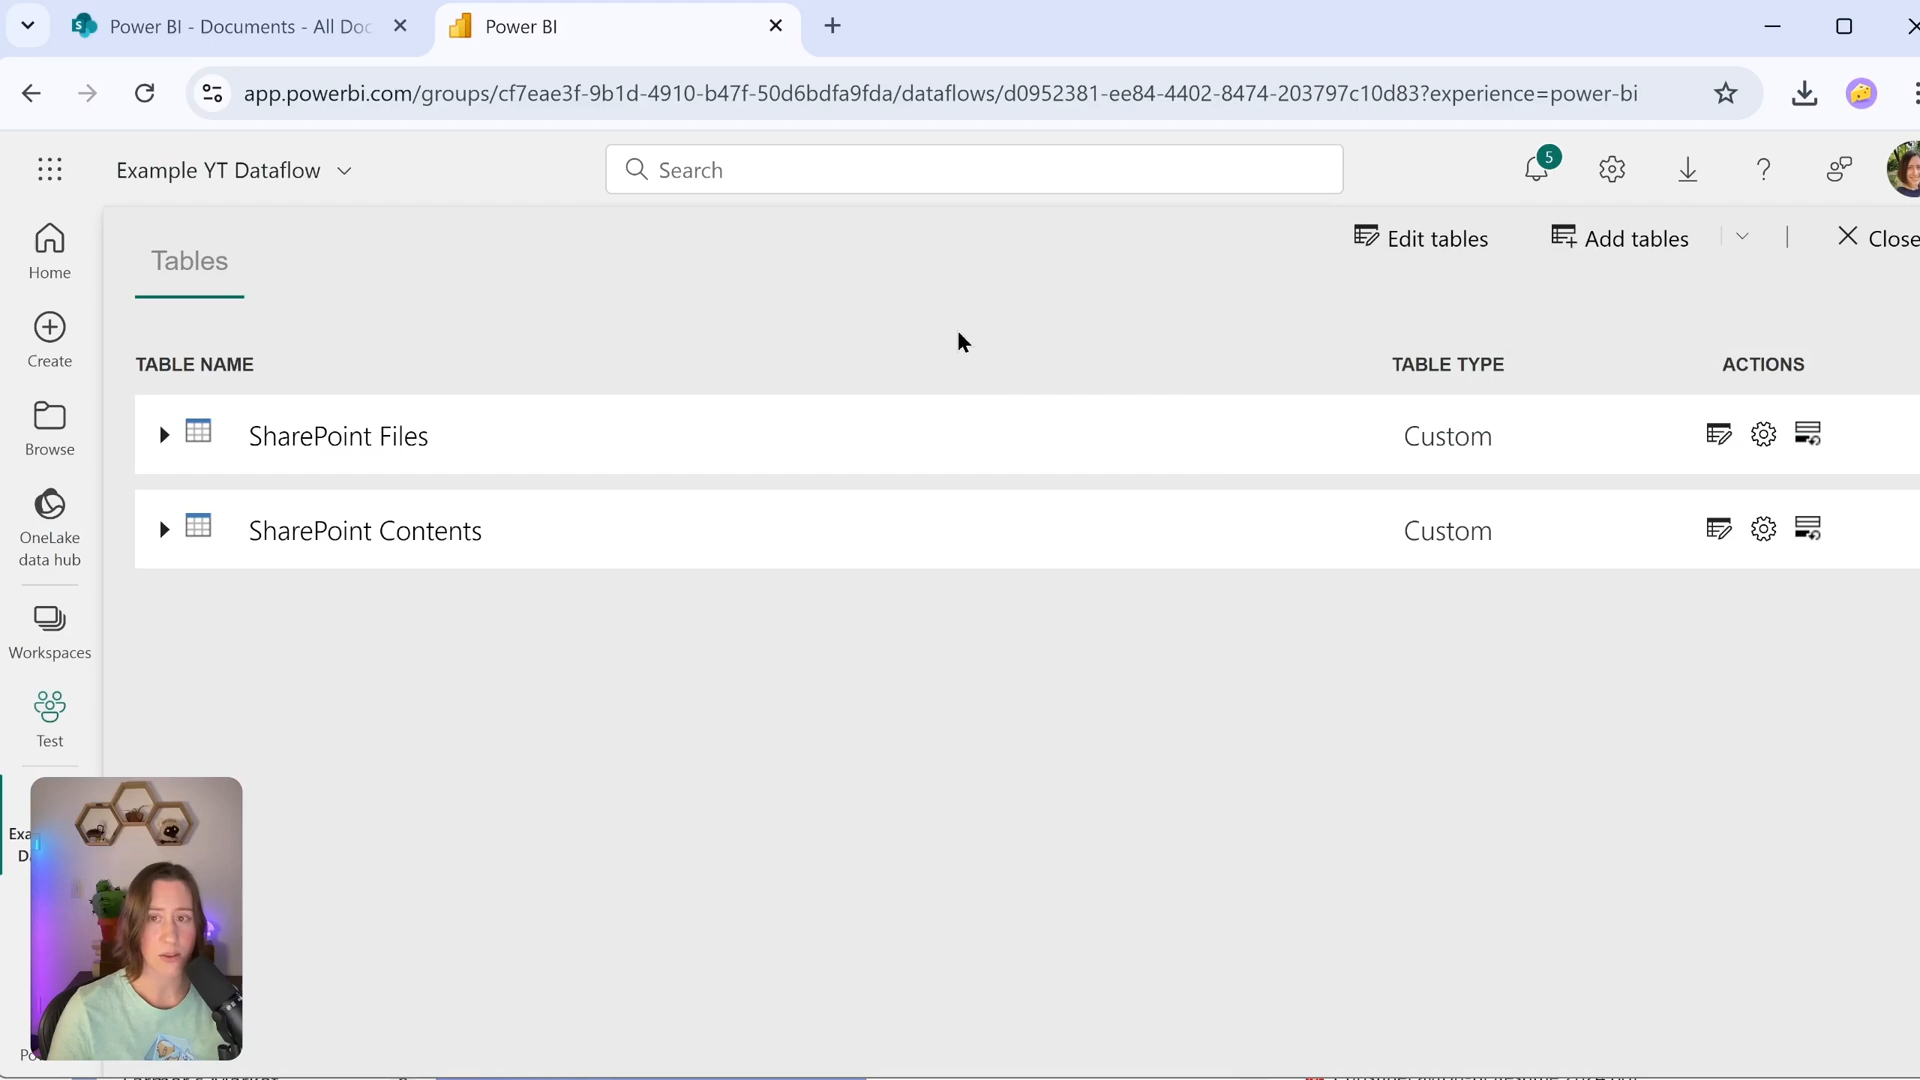 Power BI - Documents - All Doc
Power BI
app.powerbi.com/groups/cf7eae3f-9b1d-4910-b47f-50d6bdfa9fda/dataflows/d0952381-ee84-4402-8474-203797c10d83?experience=power-bi
Example YT Dataflow
Search
5
Edit tables
Add tables
Close
Tables
Home
Create
Browse
OneLake
data hub
Workspaces
Test
Exa
D
Po
TABLE NAME
TABLE TYPE
ACTIONS
SharePoint Files
Custom
SharePoint Contents
Custom